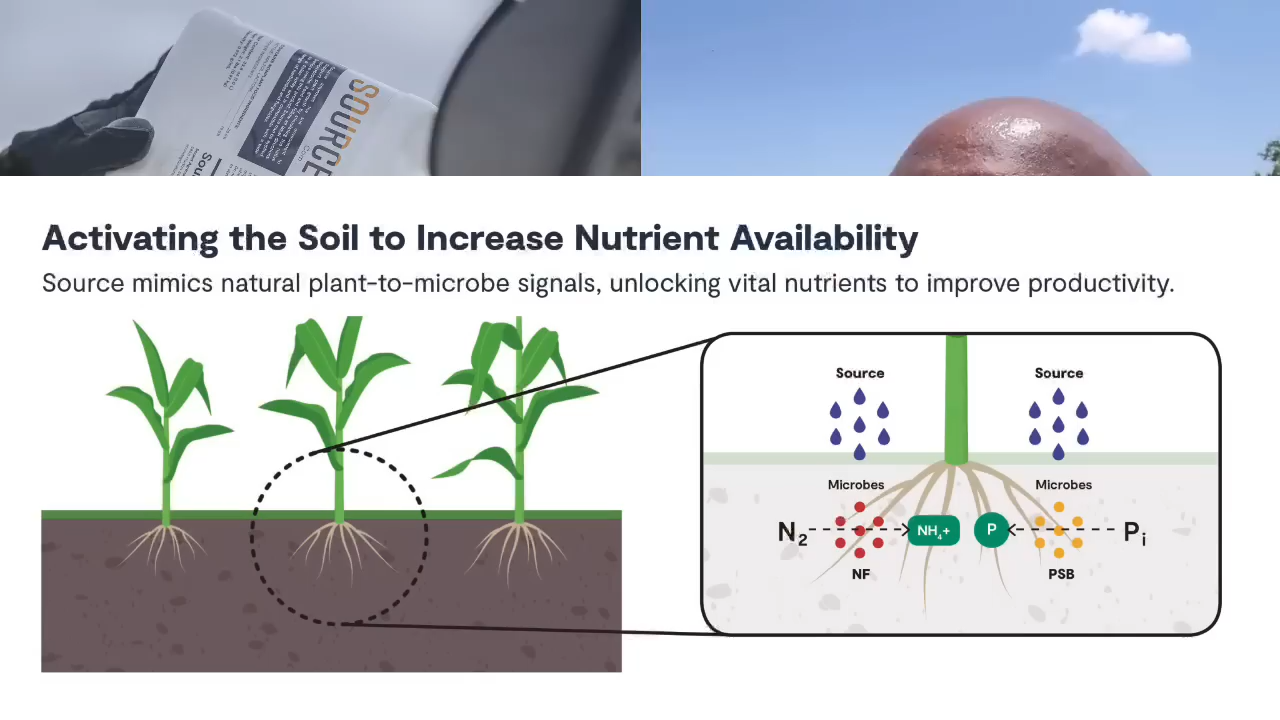 SOURCE
Corn
Activating the Soil to Increase Nutrient Availability
Source mimics natural plant-to-microbe signals, unlocking vital nutrients to improve productivity.
Source
Source
Microbes
Microbes
N₂
NH₄+
P
Pᵢ
NF
PSB